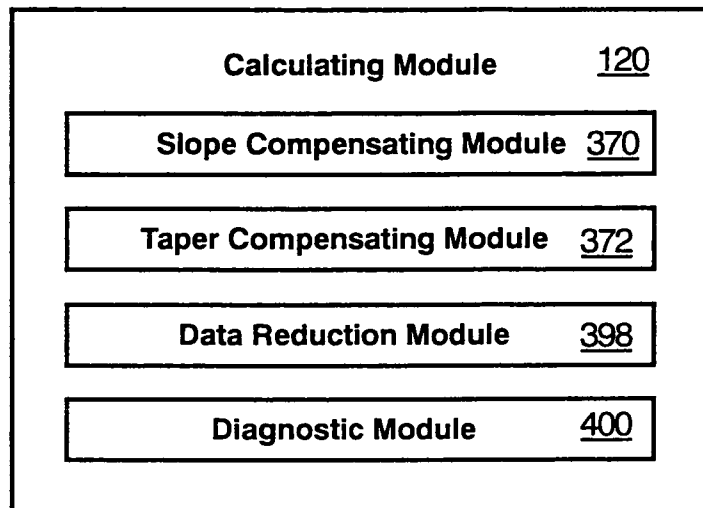 Calculating Module 120
Slope Compensating Module 370
Taper Compensating Module 372
Data Reduction Module 398
Diagnostic Module 400